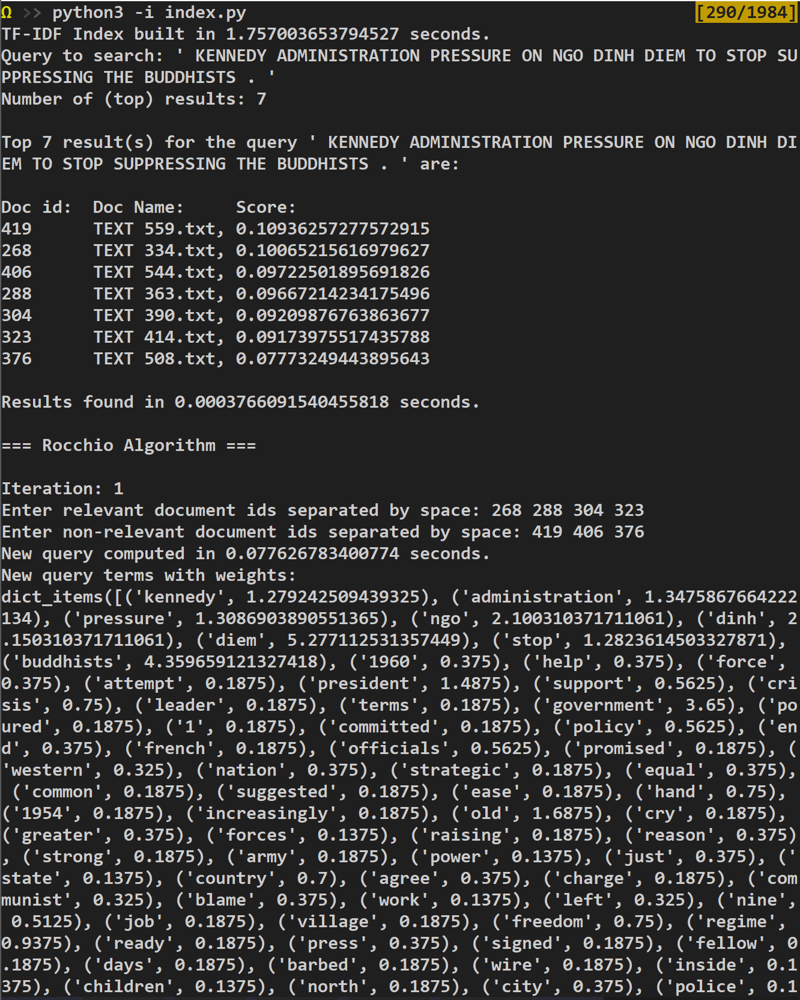 Ω >> python3 -i index.py [290/1984]
TF-IDF Index built in 1.757003653794527 seconds.
Query to search: ' KENNEDY ADMINISTRATION PRESSURE ON NGO DINH DIEM TO STOP SU
PPRESSING THE BUDDHISTS . '
Number of (top) results: 7
Top 7 result(s) for the query ' KENNEDY ADMINISTRATION PRESSURE ON NGO DINH DI
EM TO STOP SUPPRESSING THE BUDDHISTS . ' are:
Doc id: Doc Name: Score:
419 TEXT 559.txt, 0.10936257277572915
268 TEXT 334.txt, 0.10065215616979627
406 TEXT 544.txt, 0.09722501895691826
288 TEXT 363.txt, 0.09667214234175496
304 TEXT 390.txt, 0.09209876763863677
323 TEXT 414.txt, 0.09173975517435788
376 TEXT 508.txt, 0.07773249443895643
Results found in 0.0003766091540455818 seconds.
=== Rocchio Algorithm ===
Iteration: 1
Enter relevant document ids separated by space: 268 288 304 323
Enter non-relevant document ids separated by space: 419 406 376
New query computed in 0.077626783400774 seconds.
New query terms with weights:
dict_items([('kennedy', 1.279242509439325), ('administration', 1.3475867664222
134), ('pressure', 1.3086903890551365), ('ngo', 2.100310371711061), ('dinh', 2
.150310371711061), ('diem', 5.277112531357449), ('stop', 1.2823614503327871),
('buddhists', 4.359659121327418), ('1960', 0.375), ('help', 0.375), ('force',
0.375), ('attempt', 0.1875), ('president', 1.4875), ('support', 0.5625), ('cri
sis', 0.75), ('leader', 0.1875), ('terms', 0.1875), ('government', 3.65), ('po
ured', 0.1875), ('1', 0.1875), ('committed', 0.1875), ('policy', 0.5625), ('en
d', 0.375), ('french', 0.1875), ('officials', 0.5625), ('promised', 0.1875), (
'western', 0.325), ('nation', 0.375), ('strategic', 0.1875), ('equal', 0.375),
('common', 0.1875), ('suggested', 0.1875), ('ease', 0.1875), ('hand', 0.75),
('1954', 0.1875), ('increasingly', 0.1875), ('old', 1.6875), ('cry', 0.1875),
('greater', 0.375), ('forces', 0.1375), ('raising', 0.1875), ('reason', 0.375)
, ('strong', 0.1875), ('army', 0.1875), ('power', 0.1375), ('just', 0.375), ('
state', 0.1375), ('country', 0.7), ('agree', 0.375), ('charge', 0.1875), ('com
munist', 0.325), ('blame', 0.375), ('work', 0.1375), ('left', 0.325), ('nine',
0.5125), ('job', 0.1875), ('village', 0.1875), ('freedom', 0.75), ('regime',
0.9375), ('ready', 0.1875), ('press', 0.375), ('signed', 0.1875), ('fellow', 0
.1875), ('days', 0.1875), ('barbed', 0.1875), ('wire', 0.1875), ('inside', 0.1
375), ('children', 0.1375), ('north', 0.1875), ('city', 0.375), ('police', 0.1